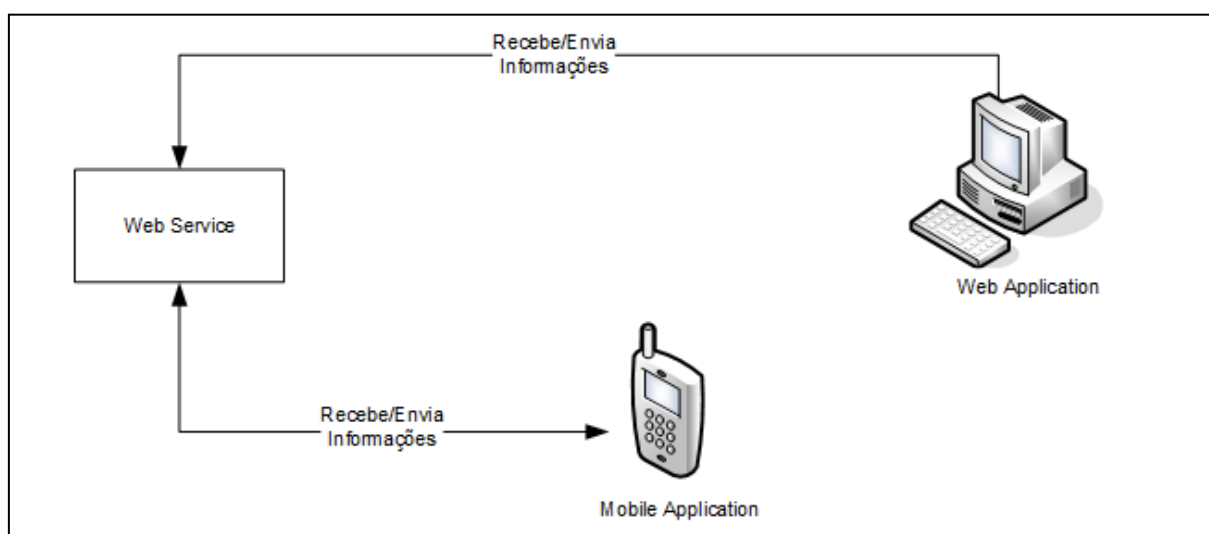 Recebe/Envia
Informações
Web Service
Web Application
Recebe/Envia
Informações
Mobile Application